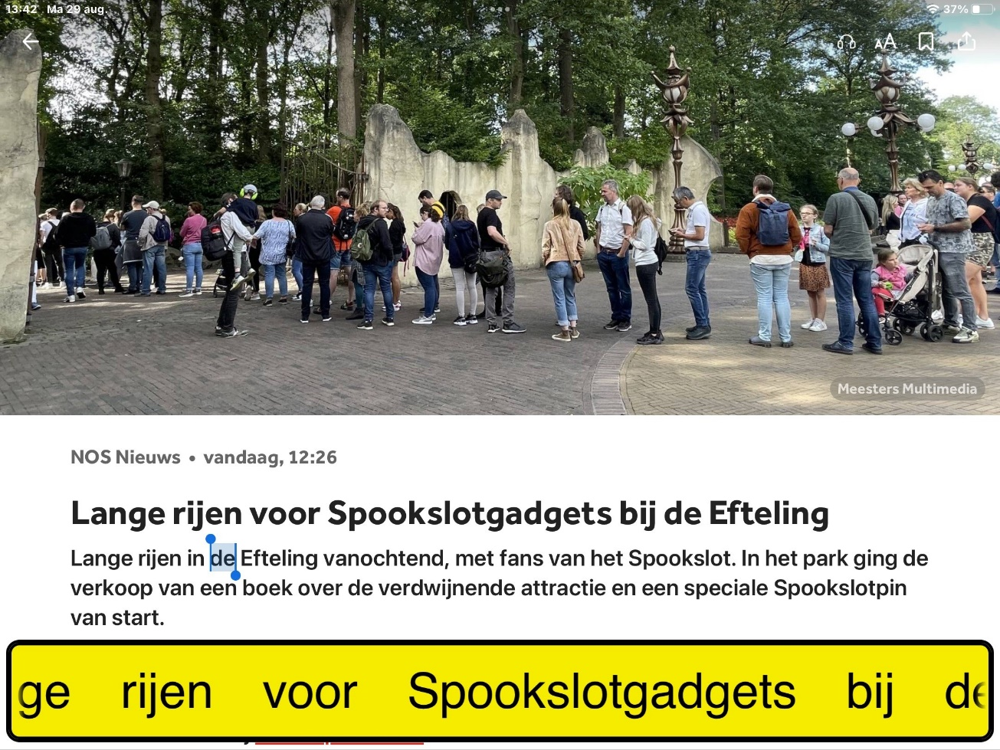 13:42 Ma 29 aug.
37%
AA
Meesters Multimedia
NOS Nieuws • vandaag, 12:26
Lange rijen voor Spookslotgadgets bij de Efteling
Lange rijen in de Efteling vanochtend, met fans van het Spookslot. In het park ging de
verkoop van een boek over de verdwijnende attractie en een speciale Spookslotpin
van start.
ge rijen voor Spookslotgadgets bij de